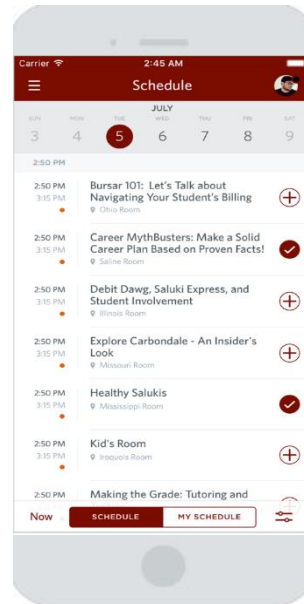 Carrier 2:45 AM
Schedule
JULY
SUN MON TUE WED THU FRI SAT
3 4 5 6 7 8 9
2:50 PM
2:50 PM Bursar 101: Let's Talk about
3:15 PM Navigating Your Student's Billing
Ohio Room
2:50 PM Career MythBusters: Make a Solid
3:15 PM Career Plan Based on Proven Facts!
Saline Room
2:50 PM Debit Dawg, Saluki Express, and
3:15 PM Student Involvement
Illinois Room
2:50 PM Explore Carbondale - An Insider's
3:15 PM Look
Missouri Room
2:50 PM Healthy Salukis
3:15 PM Mississippi Room
2:50 PM Kid's Room
3:15 PM Iroquois Room
2:50 PM Making the Grade: Tutoring and
Now SCHEDULE MY SCHEDULE